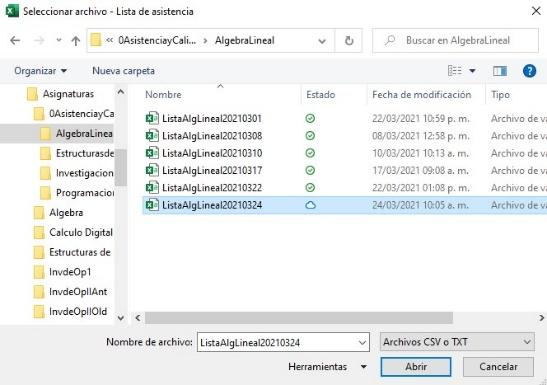 Seleccionar archivo - Lista de asistencia
« 0AsistenciayCali... > AlgebraLineal
Buscar en AlgebraLineal
Organizar Nueva carpeta
Asignaturas
0AsistenciayCa
AlgebraLinea
Estructurasde
Investigacion
Programacion
Algebra
Calculo Digital
Estructuras de
InvdeOp1
InvdeOpIIAnt
InvdeOpIIOld
Nombre Estado Fecha de modificación Tipo
ListaAlgLineal20210301 22/03/2021 10:59 p. m. Archivo de va
ListaAlgLineal20210308 08/03/2021 12:58 p. m. Archivo de va
ListaAlgLineal20210310 10/03/2021 10:13 a. m. Archivo de va
ListaAlgLineal20210317 17/03/2021 09:08 a. m. Archivo de va
ListaAlgLineal20210322 22/03/2021 01:08 p. m. Archivo de va
ListaAlgLineal20210324 24/03/2021 10:05 a. m. Archivo de va
Nombre de archivo: ListaAlgLineal20210324 Archivos CSV o TXT
Herramientas Abrir Cancelar